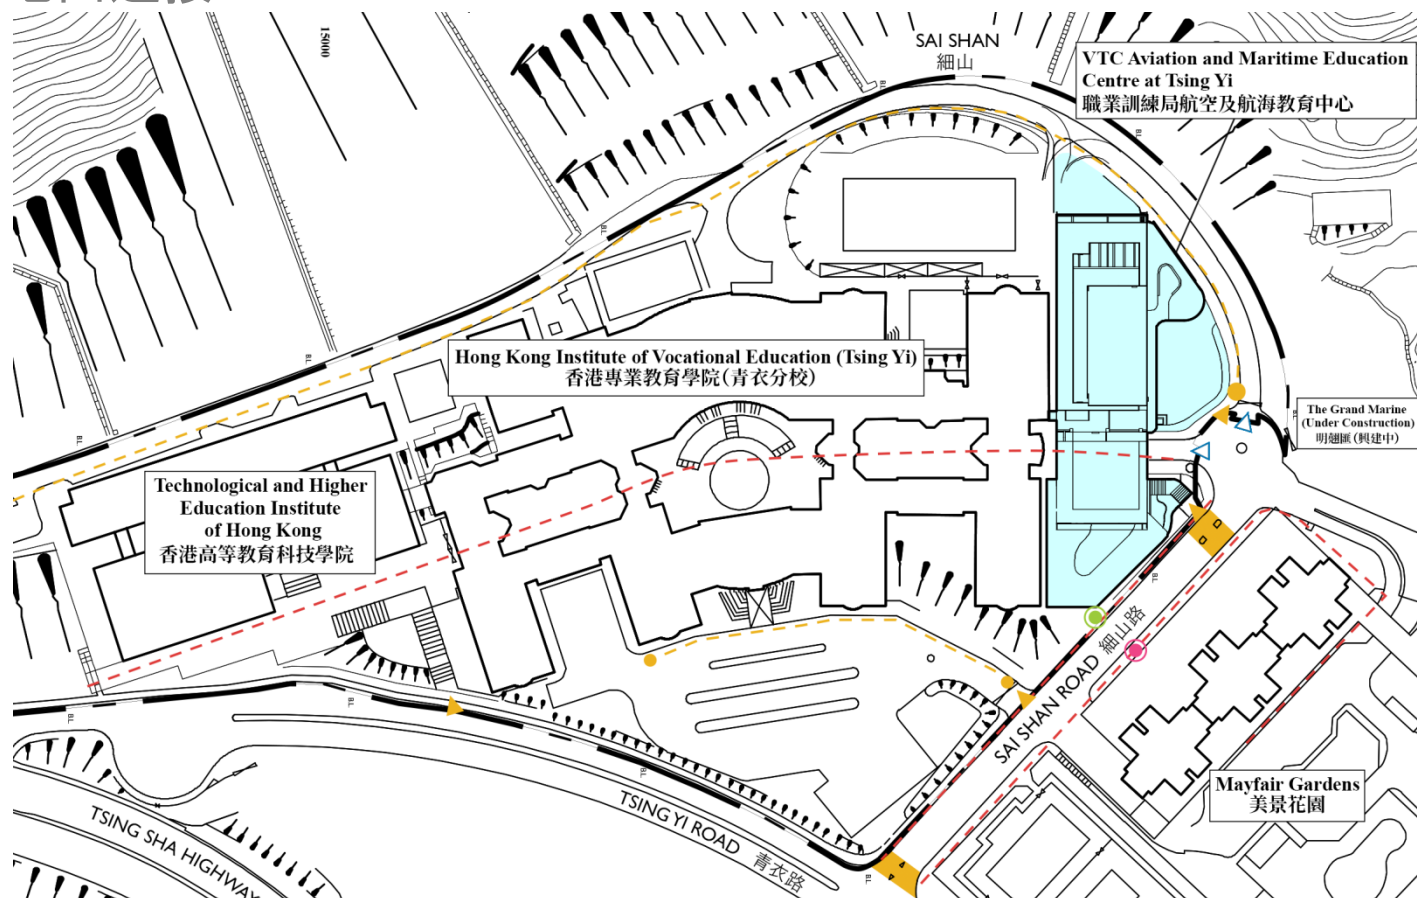 15000
SAI SHAN
細山
VTC Aviation and Maritime Education
Centre at Tsing Yi
職業訓練局航空及航海教育中心
B.L.
B.L.
B.L.
B.L.
B.L.
Hong Kong Institute of Vocational Education (Tsing Yi)
香港專業教育學院(青衣分校)
The Grand Marine
(Under Construction)
明翹匯(興建中)
B.L.
Technological and Higher
Education Institute
of Hong Kong
香港高等教育科技學院
B.L.
SAI SHAN ROAD 細山路
B.L.
B.L.
B.L.
Mayfair Gardens
美景花園
TSING YI ROAD 青衣路
TSING SHA HIGHWAY
B.L.